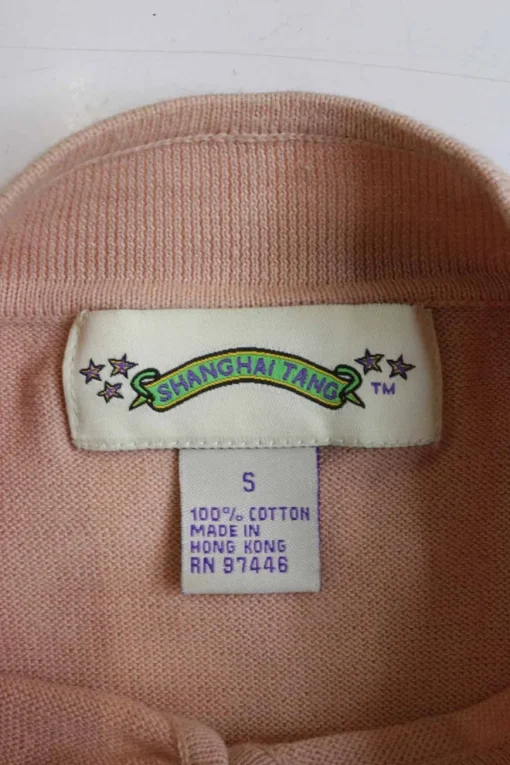 SHANGHAI TANG
TM
S
100% COTTON
MADE IN
HONG KONG
RN 97446